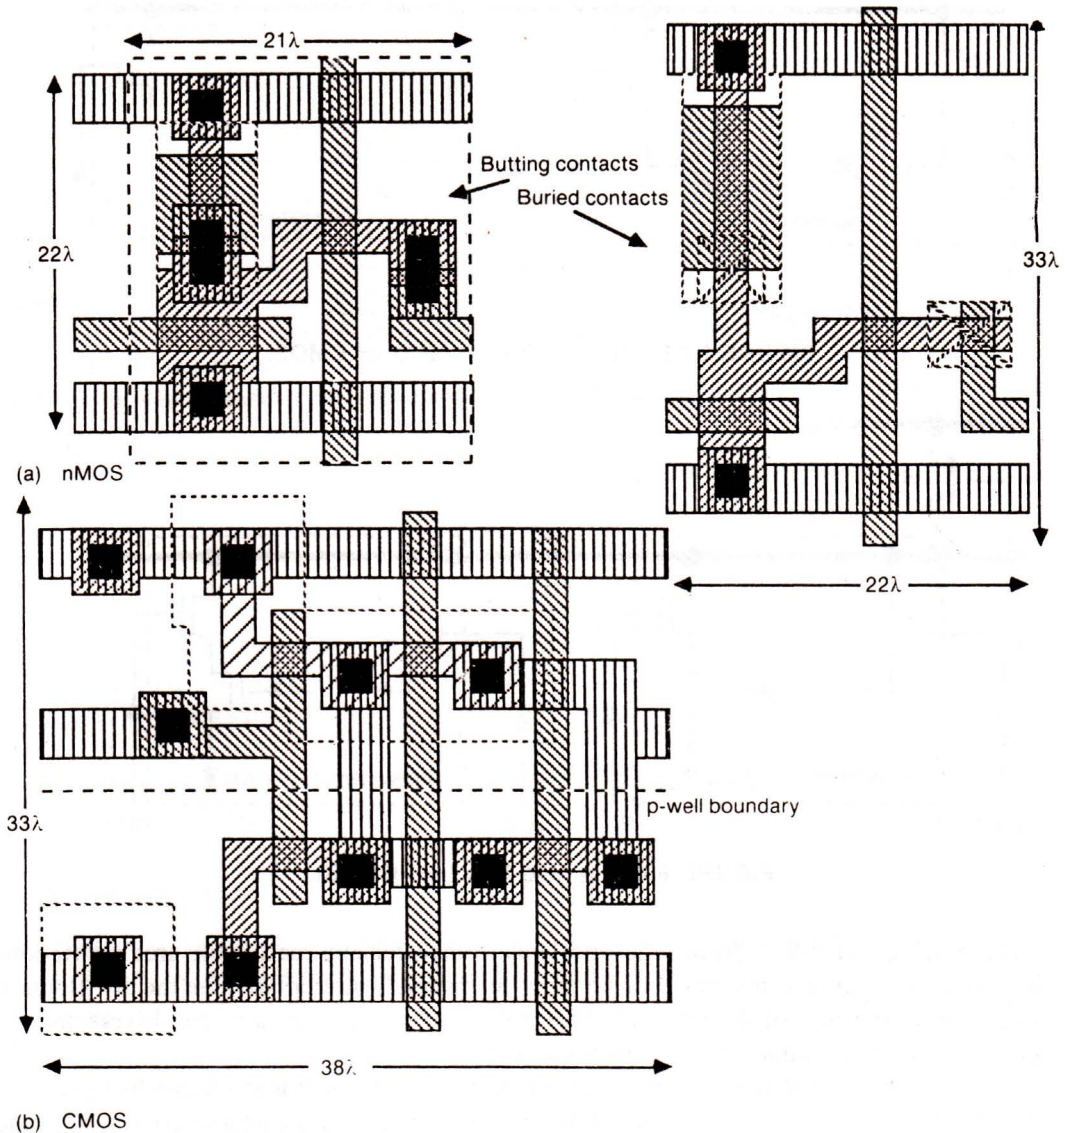 21λ
Butting contacts
Buried contacts
22λ
33λ
(a) nMOS
22λ
p-well boundary
33λ
38λ
(b) CMOS